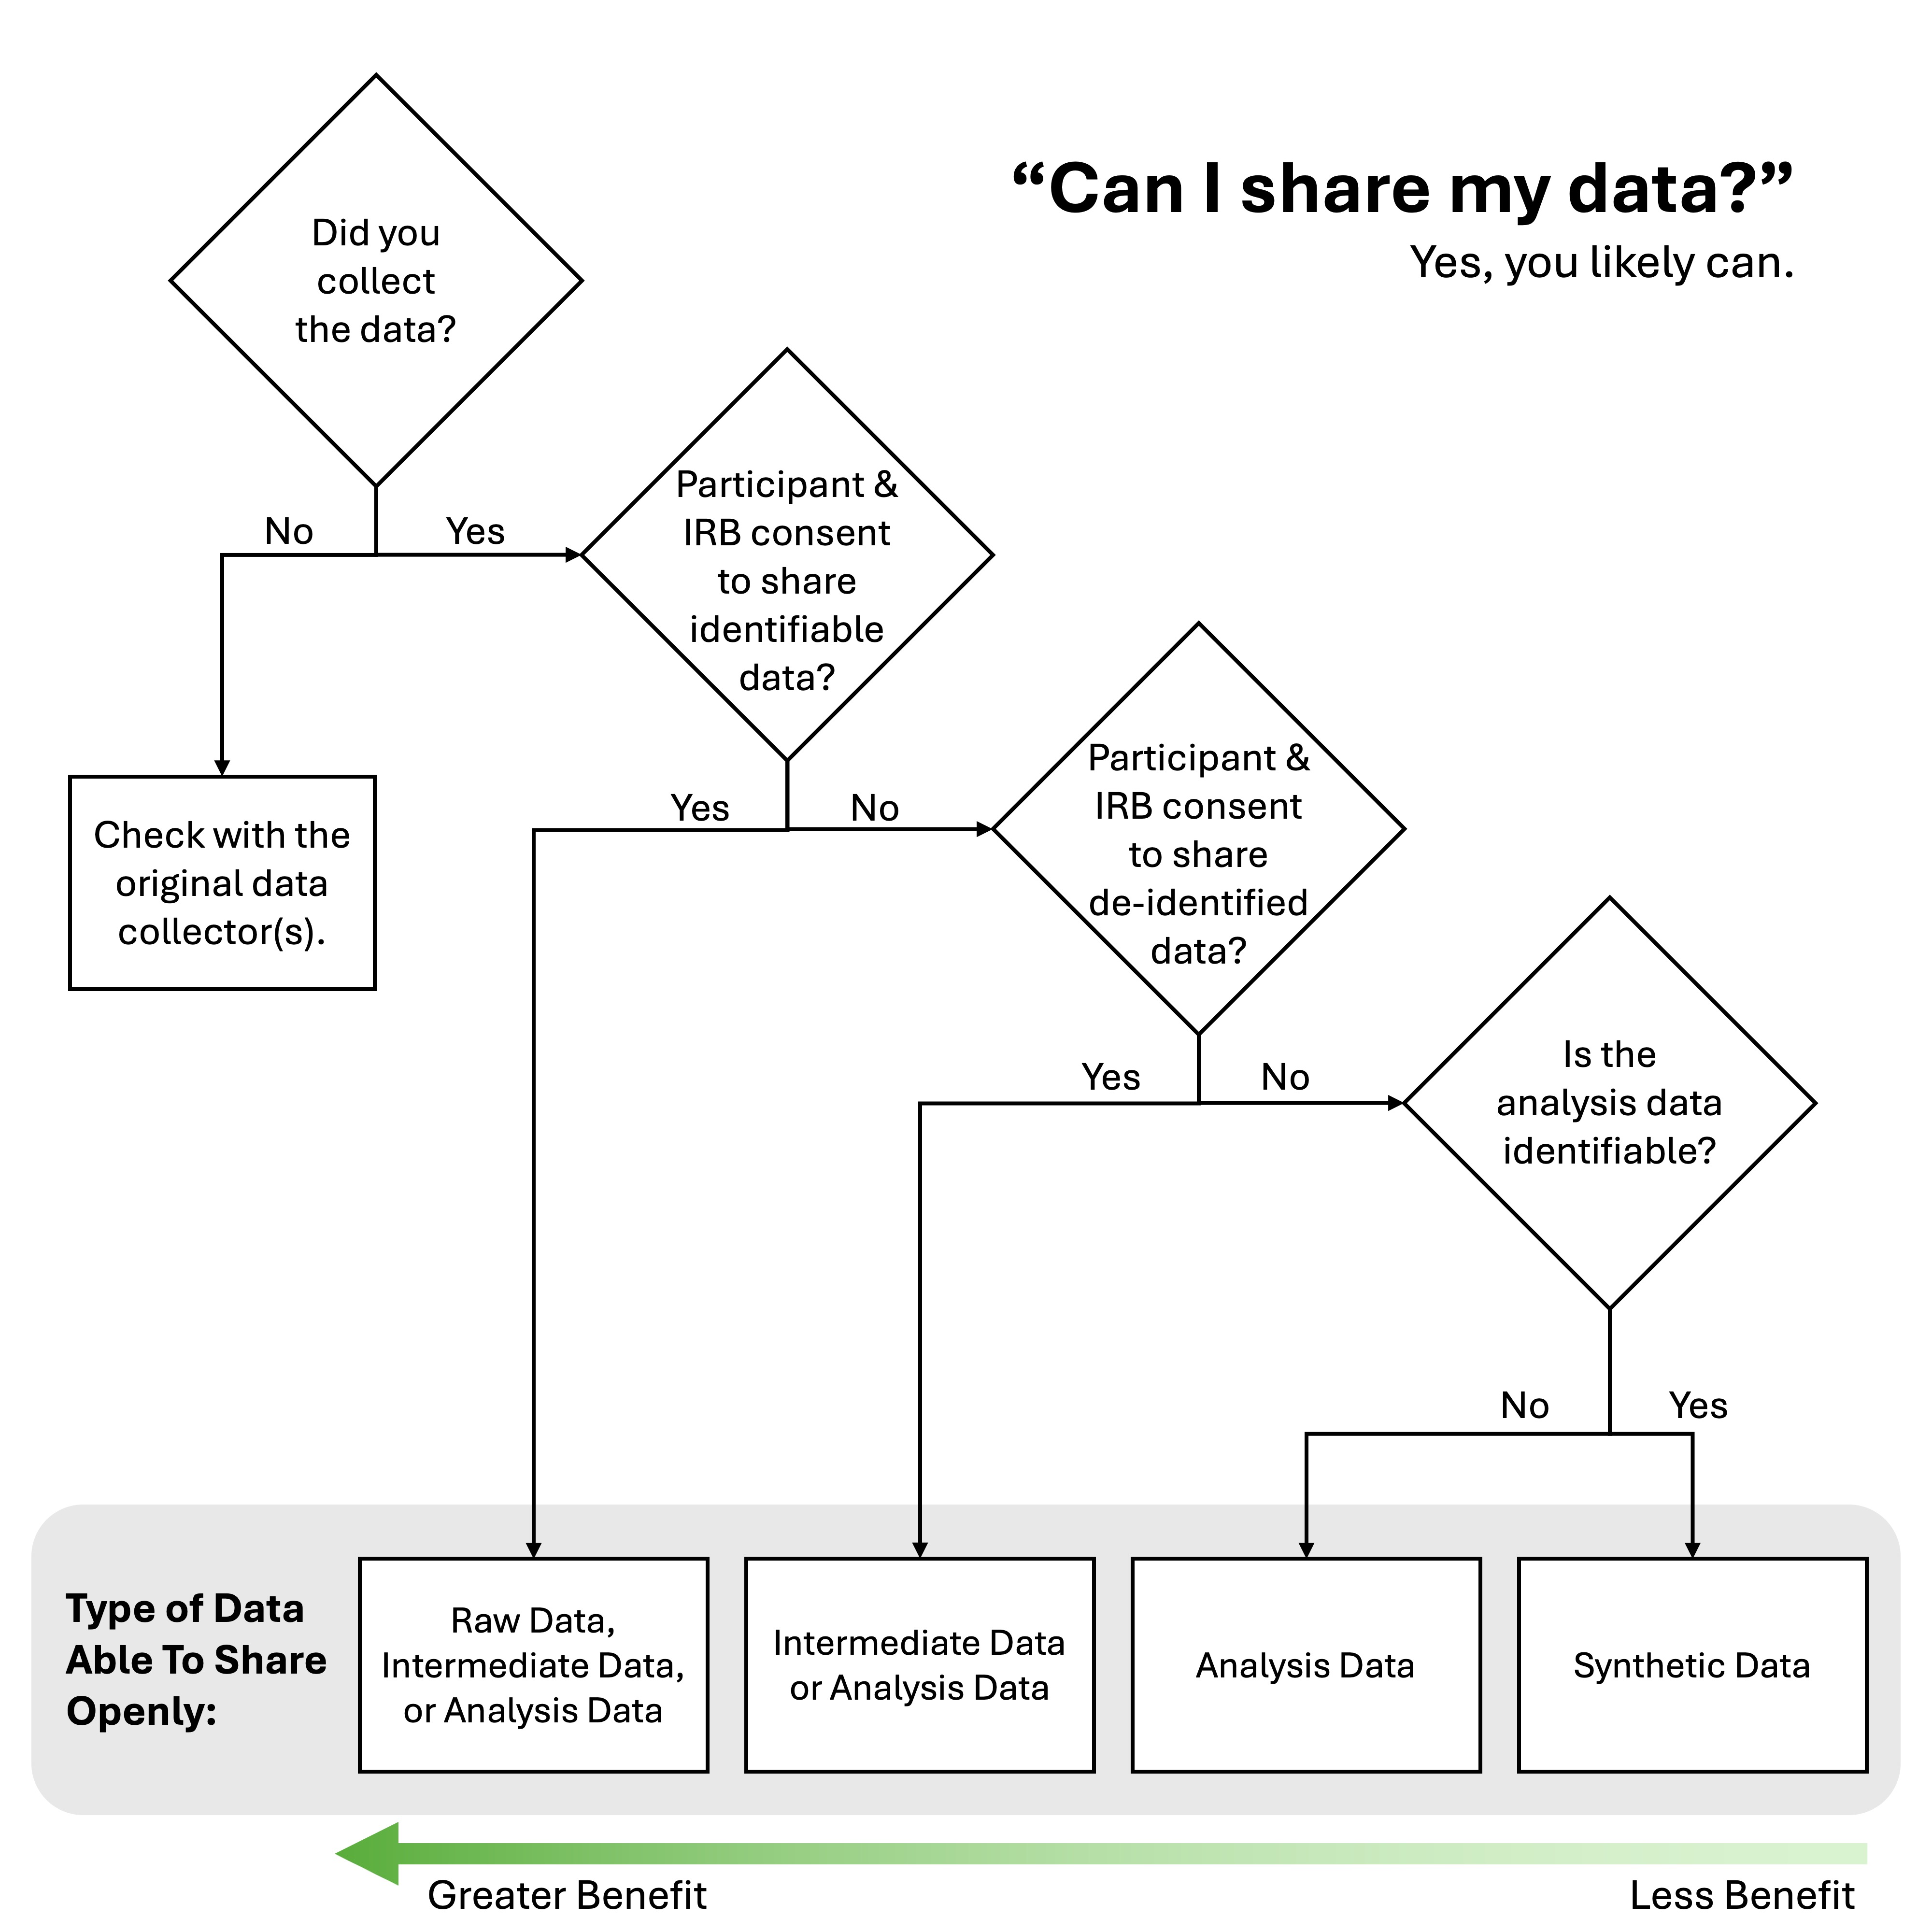 “Can I share my data?”
Yes, you likely can.
Did you
collect
the data?
No
Yes
Participant &
IRB consent
to share
identifiable
data?
Check with the
original data
collector(s).
Yes
No
Participant &
IRB consent
to share
de-identified
data?
Yes
No
Is the
analysis data
identifiable?
No
Yes
Type of Data
Able To Share
Openly:
Raw Data,
Intermediate Data,
or Analysis Data
Intermediate Data
or Analysis Data
Analysis Data
Synthetic Data
Greater Benefit
Less Benefit